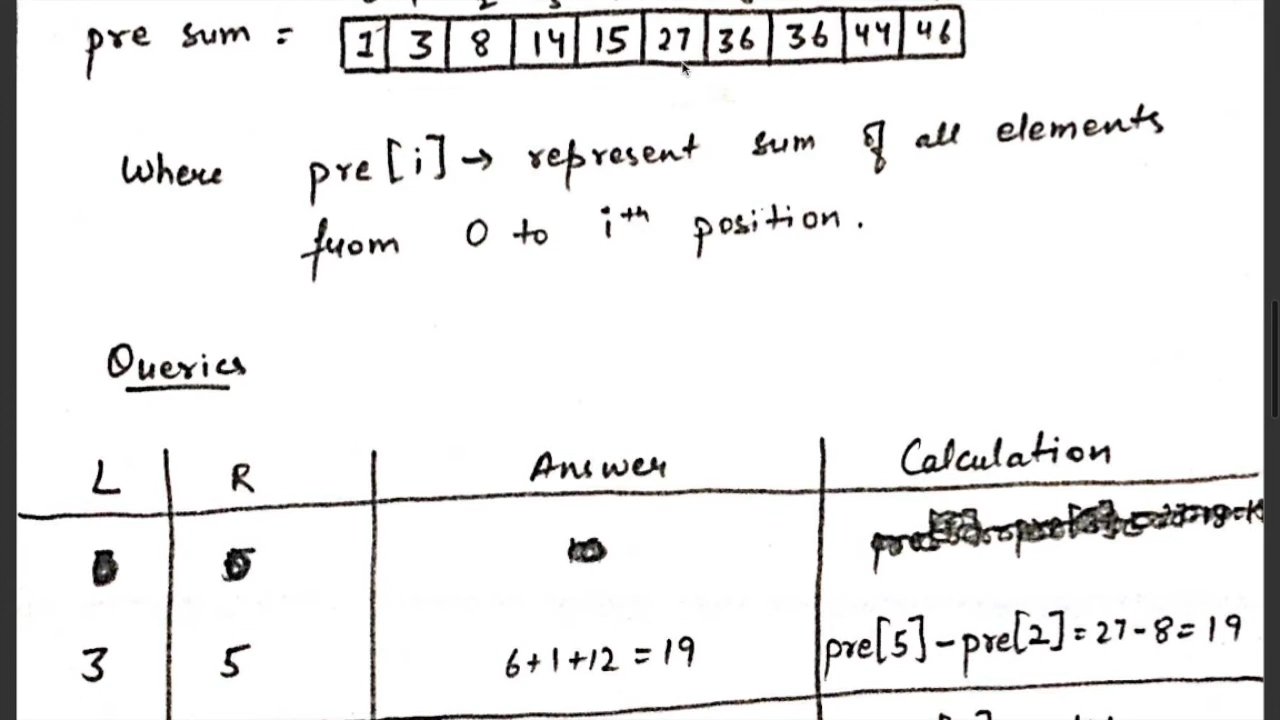 pre sum = 1 3 8 14 15 27 36 36 44 46
Where pre[i] → represent sum of all elements
from 0 to ith position.
Queries
L R Answer Calculation
3 5 6+1+12 = 19 pre[5]-pre[2]=27-8=19